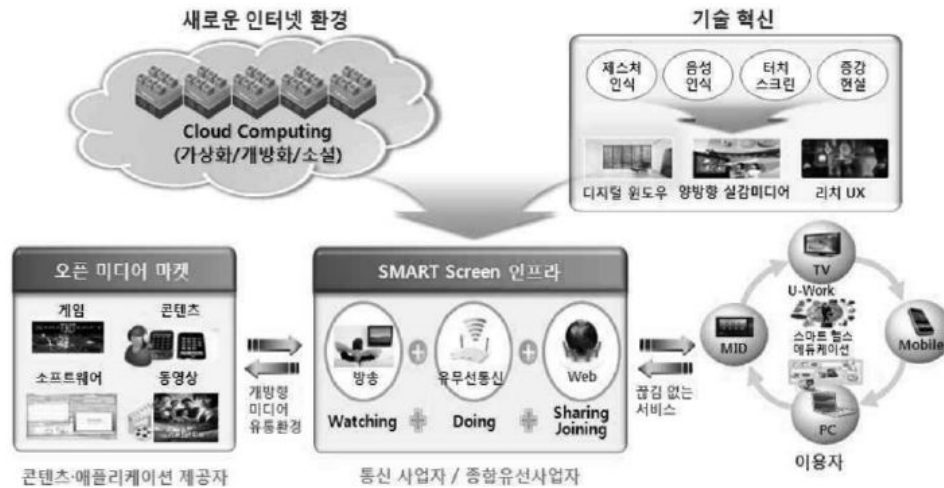 새로운 인터넷 환경
Cloud Computing
(가상화/개방화/소셜)
기술 혁신
제스처
인식
음성
인식
터치
스크린
증강
현실
디지털 윈도우
양방향 실감미디어
리치 UX
오픈 미디어 마켓
게임
콘텐츠
소프트웨어
동영상
콘텐츠·애플리케이션 제공자
개방향
미디어
유통환경
SMART Screen 인프라
방송
유무선통신
Web
Watching
Doing
Sharing
Joining
통신 사업자 / 종합유선사업자
끊김 없는
서비스
TV
U-Work
MID
스마트 헬스
에듀케이션
Mobile
PC
이용자